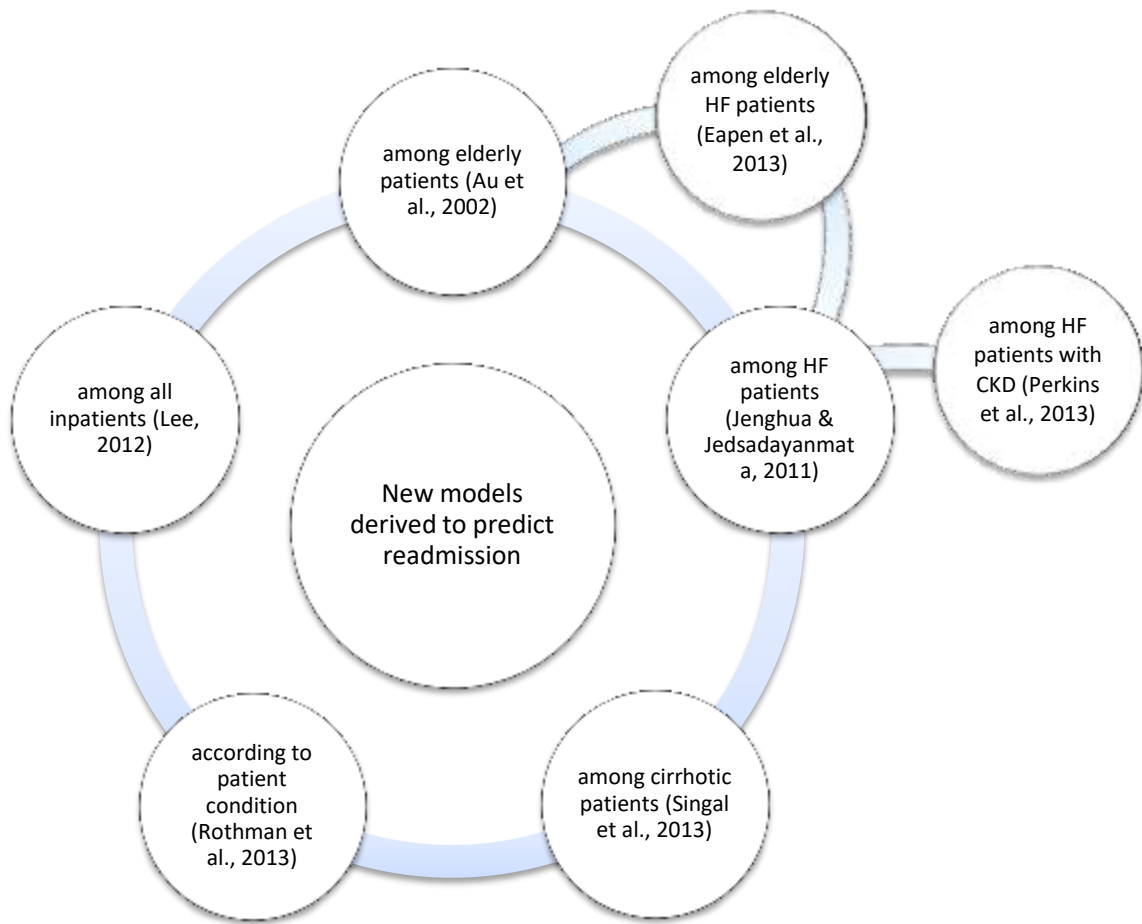 among elderly
HF patients
(Eapen et al.,
2013)
among elderly
patients (Au et
al., 2002)
among HF
patients with
CKD (Perkins
et al., 2013)
among all
inpatients (Lee,
2012)
among HF
patients
(Jenghua &
Jedsadayanmat
a, 2011)
New models
derived to predict
readmission
according to
patient
condition
(Rothman et
al., 2013)
among cirrhotic
patients (Singal
et al., 2013)